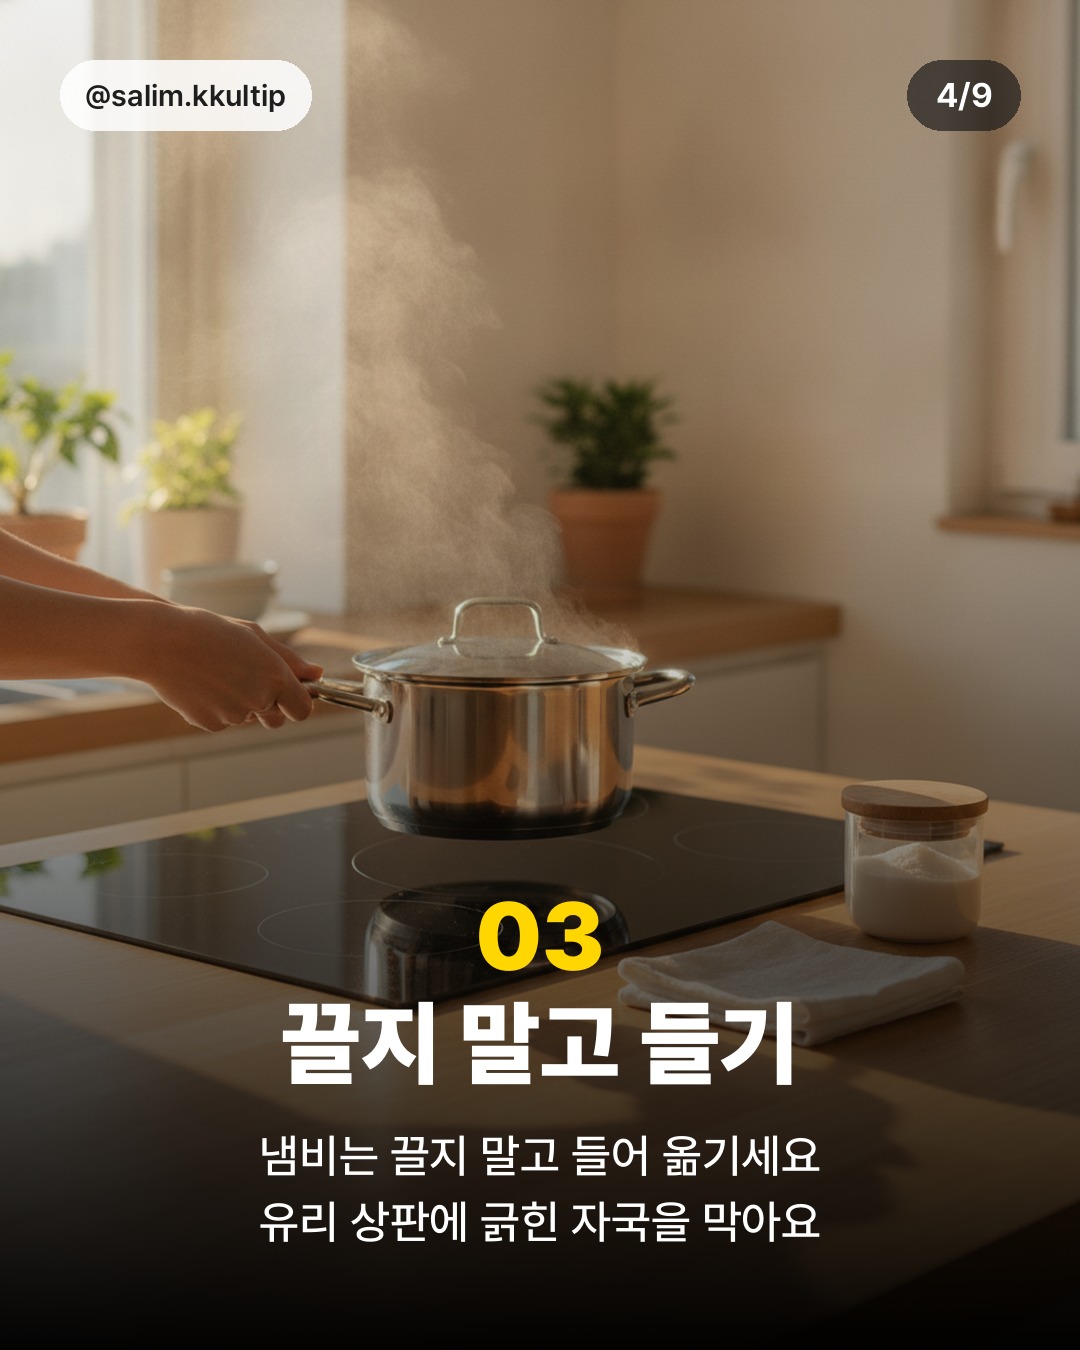 @salim.kkultip
4/9
03
끌지 말고 들기
냄비는 끌지 말고 들어 옮기세요
유리 상판에 긁힌 자국을 막아요